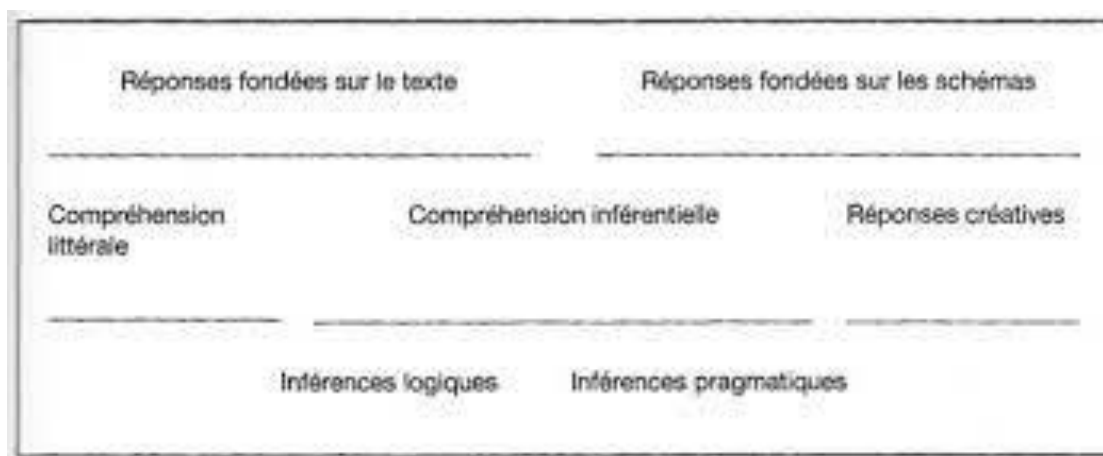 Réponses fondées sur le texte
Réponses fondées sur les schémas
Compréhension
littérale
Compréhension inférentielle
Réponses créatives
Inférences logiques
Inférences pragmatiques